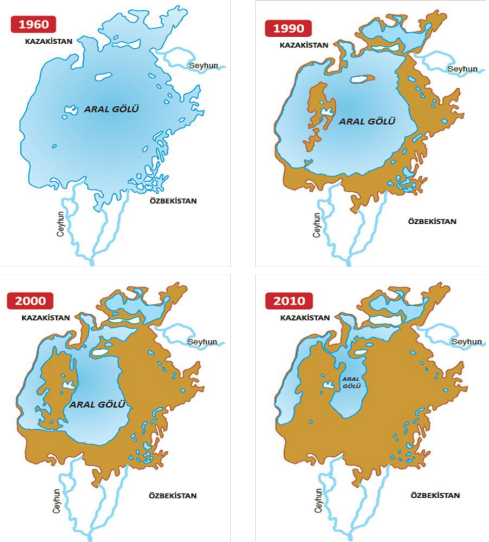 1960
KAZAKİSTAN
Seyhun
ARAL GÖLÜ
ÖZBEKİSTAN
Ceyhun
1990
KAZAKİSTAN
Seyhun
ARAL GÖLÜ
ÖZBEKİSTAN
Ceyhun
2000
KAZAKİSTAN
Seyhun
ARAL GÖLÜ
ÖZBEKİSTAN
Ceyhun
2010
KAZAKİSTAN
Seyhun
ARAL
GÖLÜ
ÖZBEKİSTAN
Ceyhun